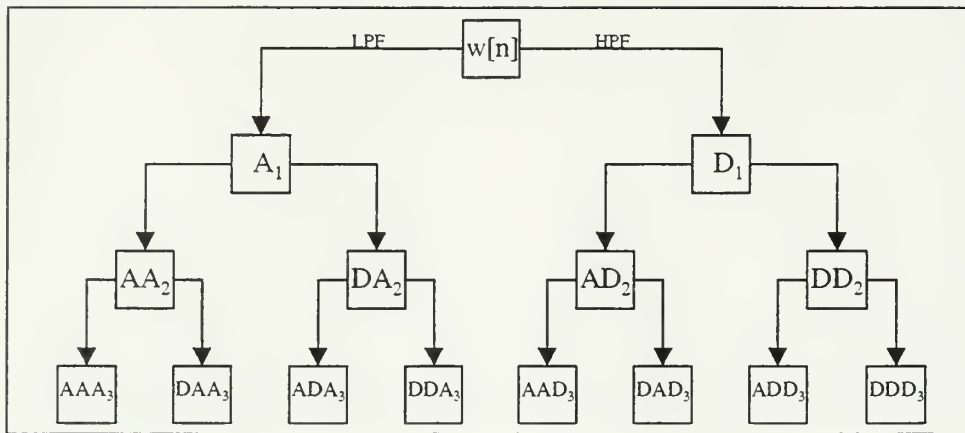 LPF w[n] HPF
A₁ D₁
AA₂ DA₂ AD₂ DD₂
AAA₃ DAA₃ ADA₃ DDA₃ AAD₃ DAD₃ ADD₃ DDD₃